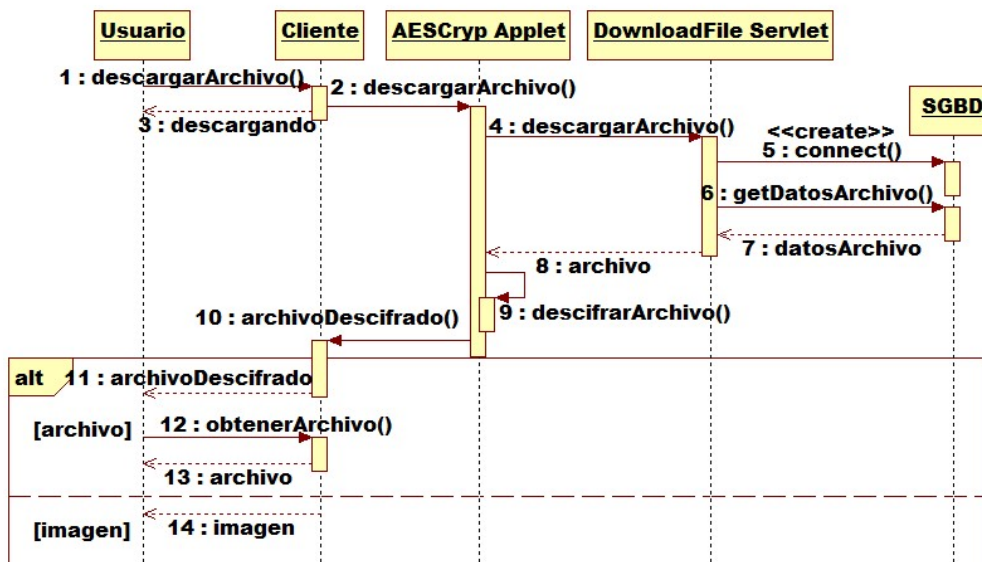 Usuario
Cliente
AESCryp Applet
DownloadFile Servlet
SGBD
1 : descargarArchivo()
2 : descargarArchivo()
3 : descargando
4 : descargarArchivo()
<<create>>
5 : connect()
6 : getDatosArchivo()
7 : datosArchivo
8 : archivo
9 : descifrarArchivo()
10 : archivoDescifrado()
alt
11 : archivoDescifrado
[archivo]
12 : obtenerArchivo()
13 : archivo
[imagen]
14 : imagen